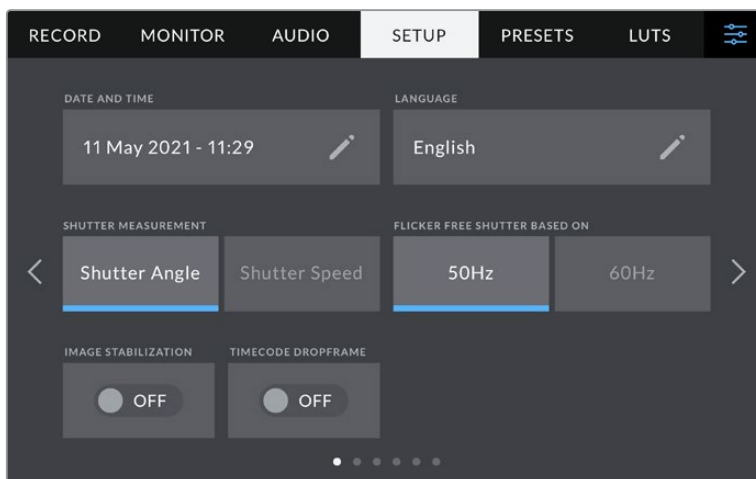 RECORD MONITOR AUDIO SETUP PRESETS LUTS
DATE AND TIME LANGUAGE
11 May 2021 - 11:29 English
SHUTTER MEASUREMENT FLICKER FREE SHUTTER BASED ON
Shutter Angle Shutter Speed 50Hz 60Hz
IMAGE STABILIZATION TIMECODE DROPFRAME
OFF OFF